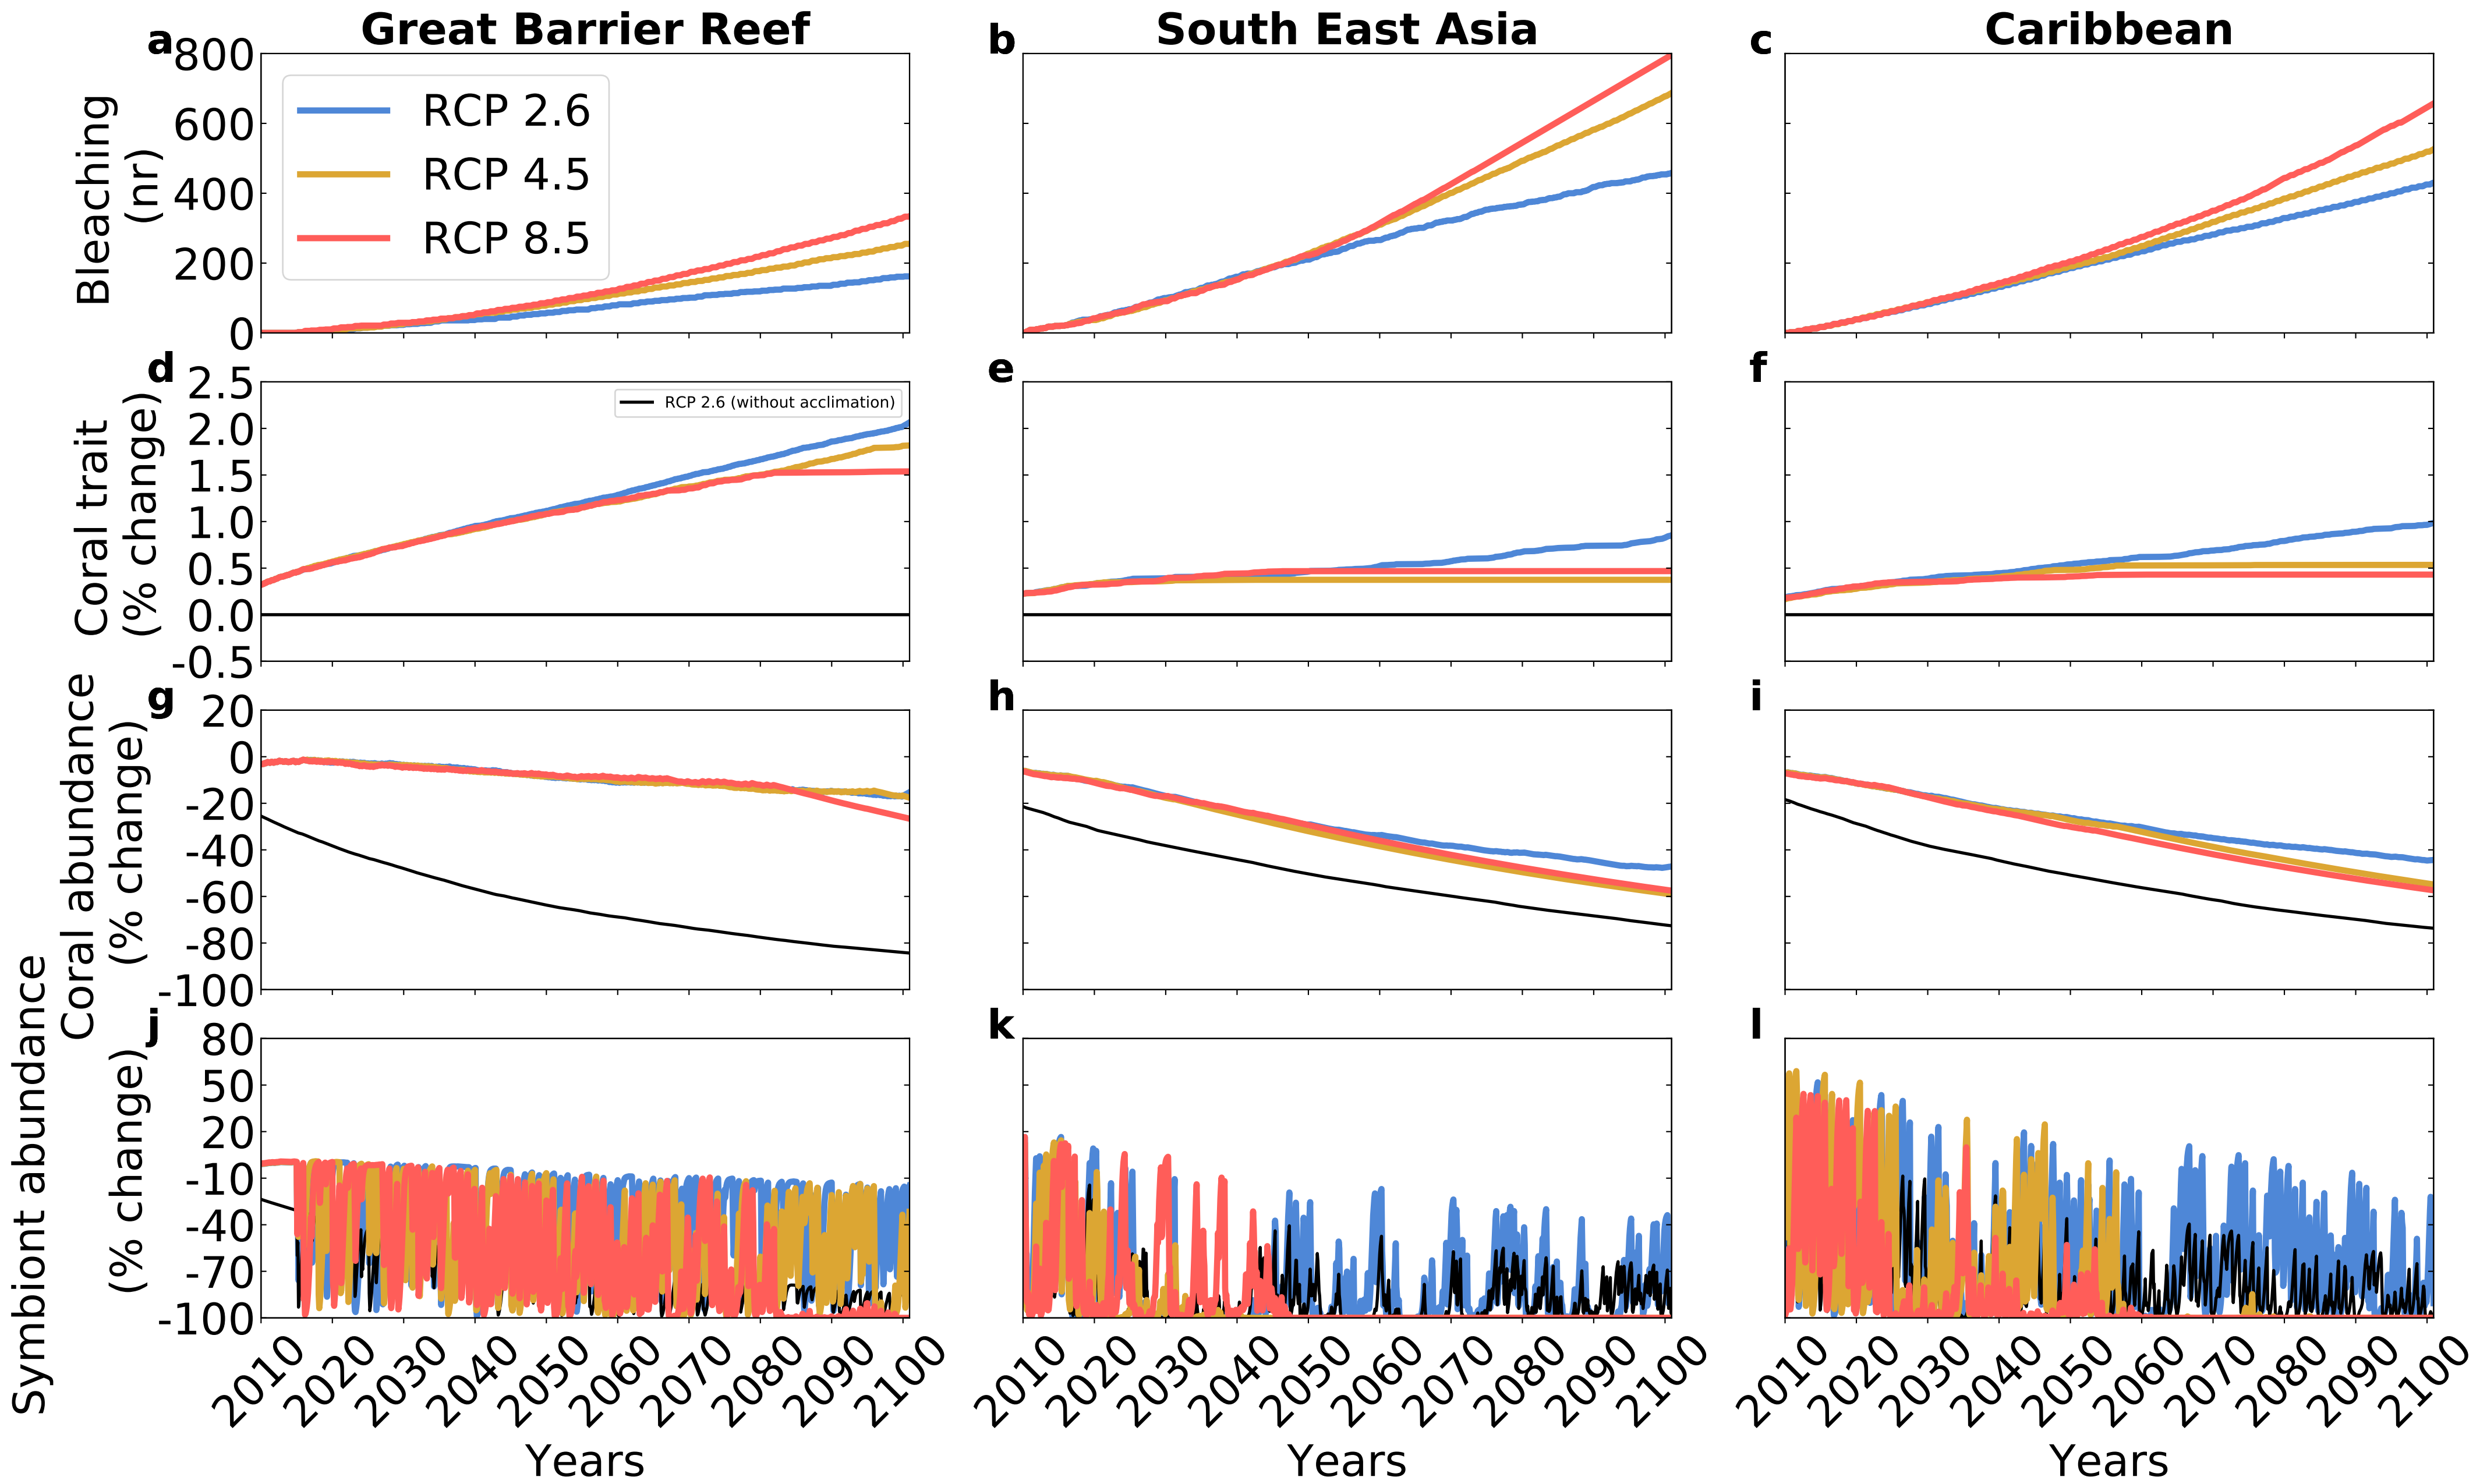 Great Barrier Reef
South East Asia
Caribbean
a
b
c
Bleaching
(nr)
800
600
400
200
0
RCP 2.6
RCP 4.5
RCP 8.5
d
e
f
Coral trait
(% change)
2.5
2.0
1.5
1.0
0.5
0.0
-0.5
RCP 2.6 (without acclimation)
g
h
i
Coral abundance
(% change)
20
0
-20
-40
-60
-80
-100
j
k
l
Symbiont abundance
(% change)
80
50
20
-10
-40
-70
-100
2010 2020 2030 2040 2050 2060 2070 2080 2090 2100
2010 2020 2030 2040 2050 2060 2070 2080 2090 2100
2010 2020 2030 2040 2050 2060 2070 2080 2090 2100
Years
Years
Years